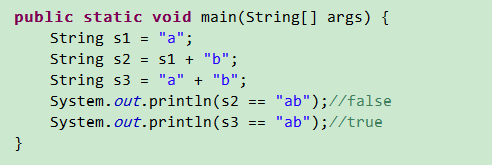 public static void main(String[] args) {
    String s1 = "a";
    String s2 = s1 + "b";
    String s3 = "a" + "b";
    System.out.println(s2 == "ab");//false
    System.out.println(s3 == "ab");//true
}